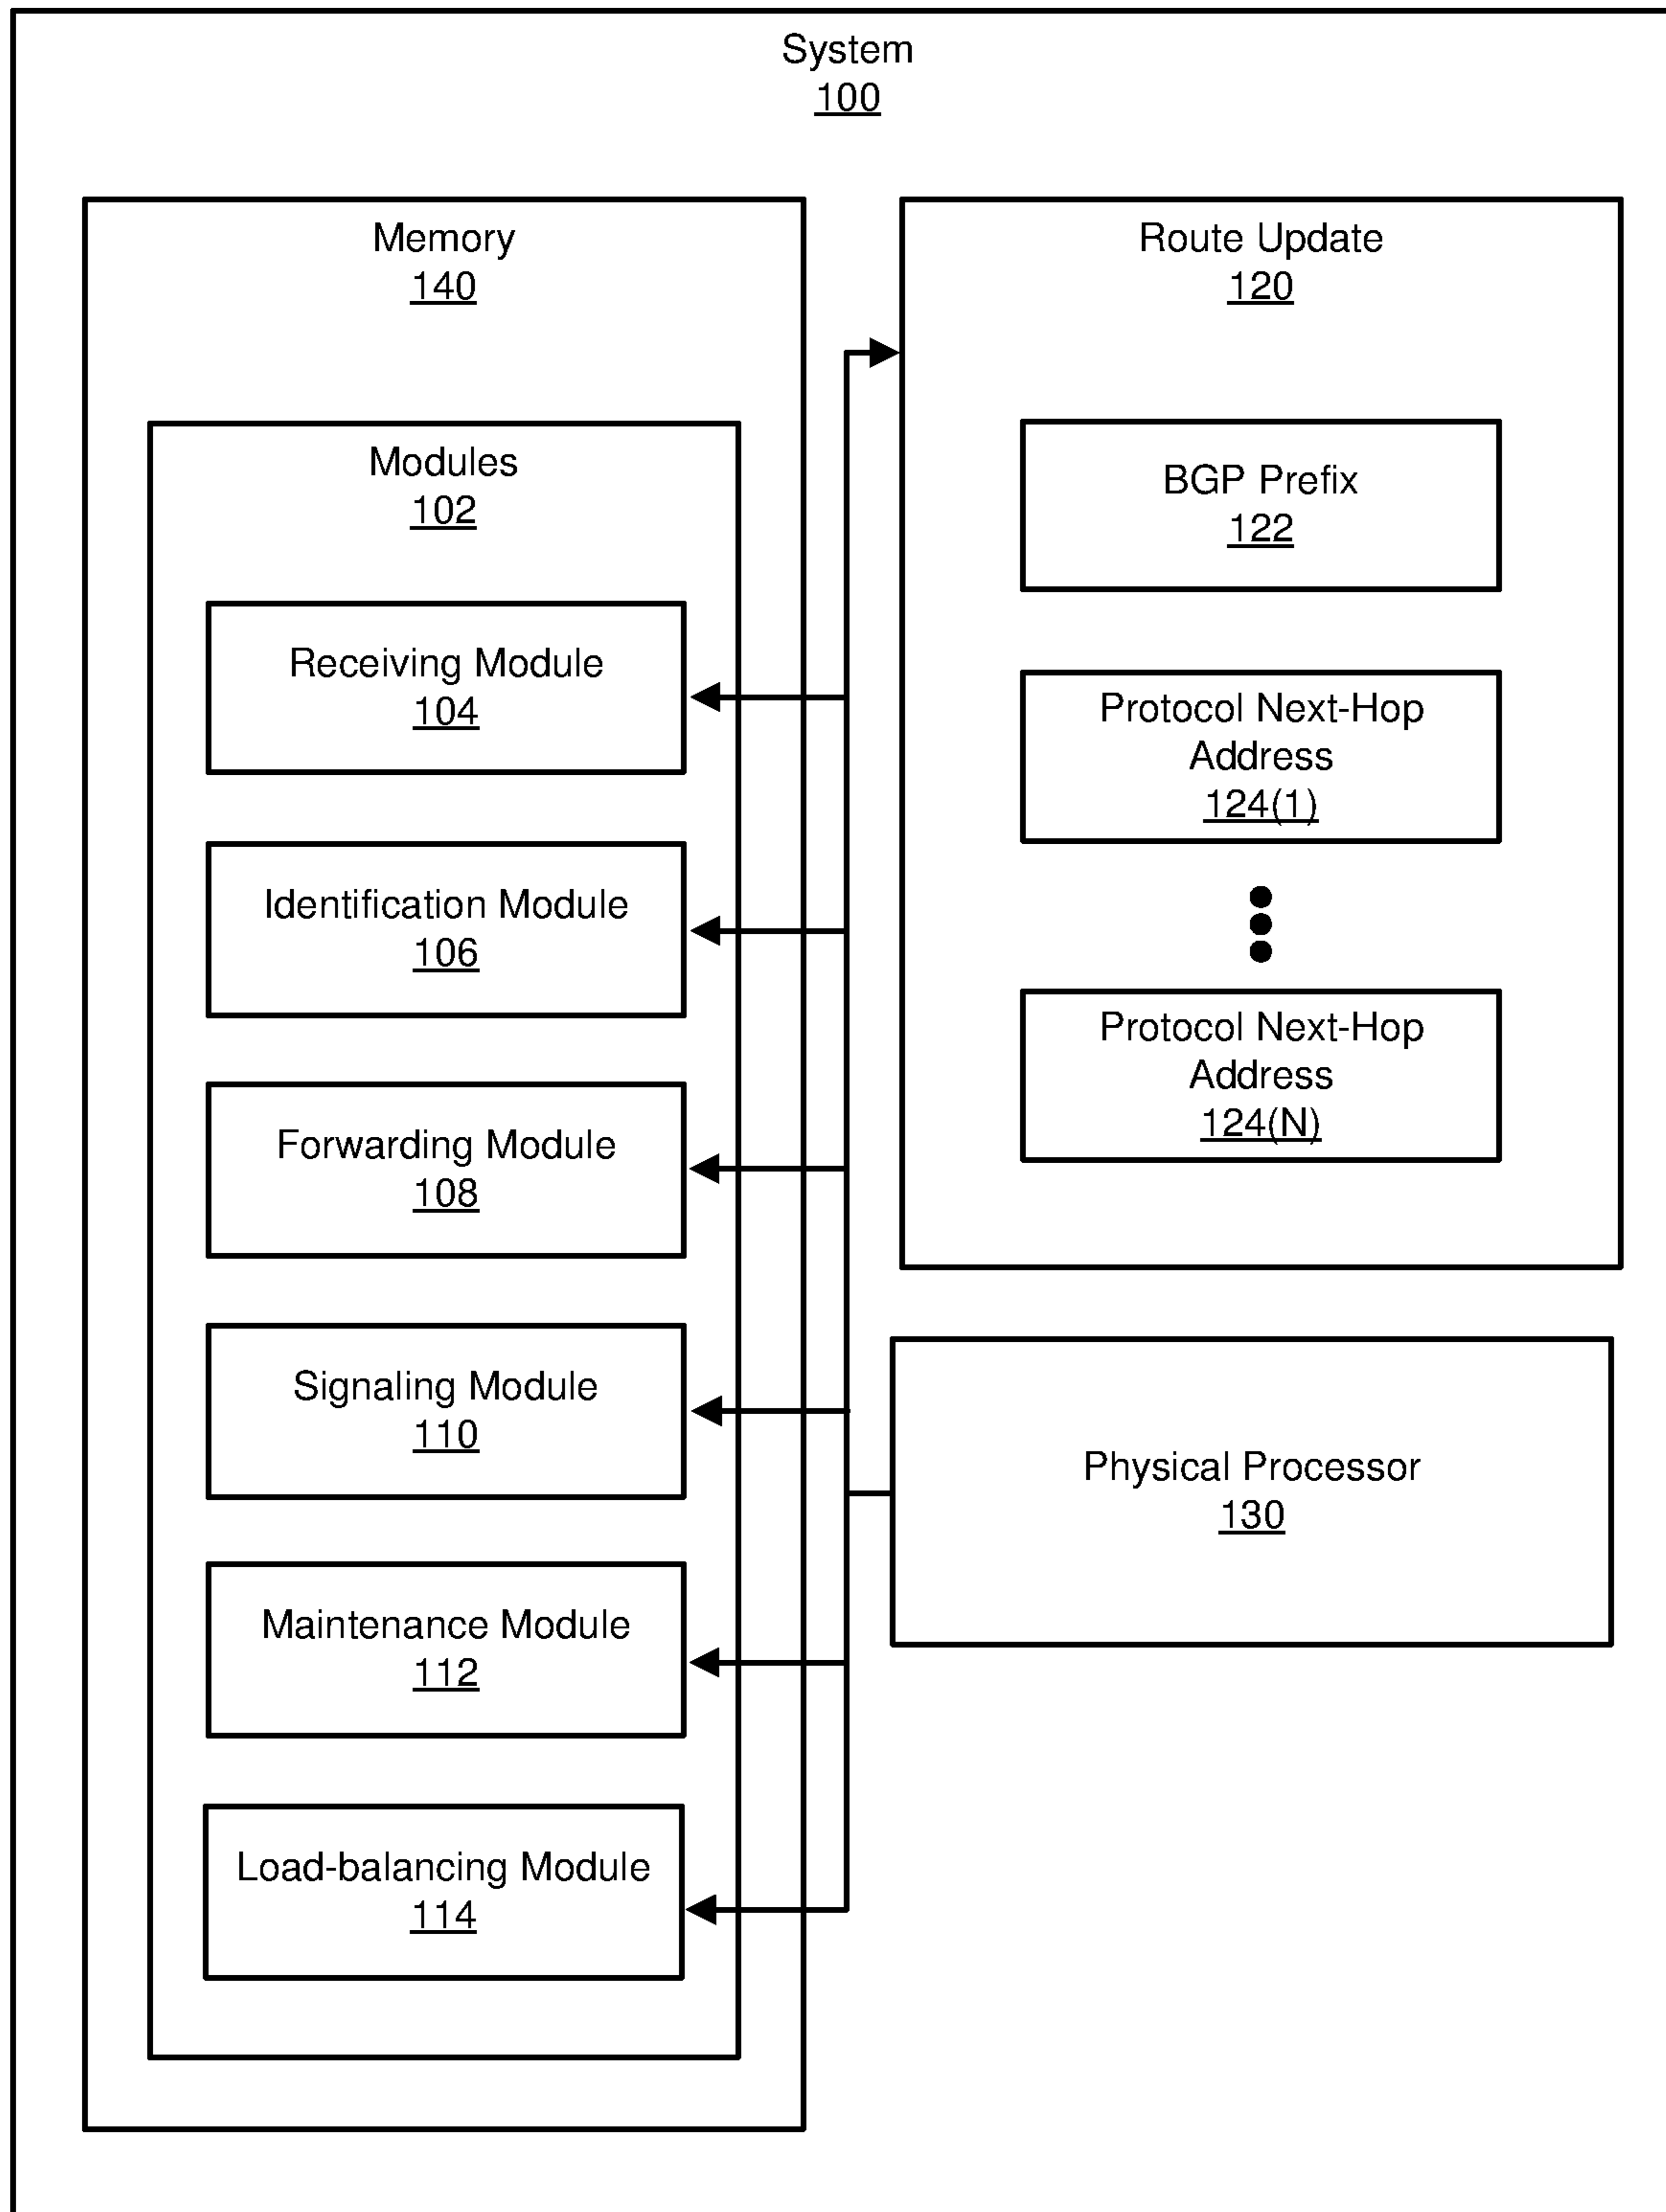 System
100
Memory
140
Modules
102
Receiving Module
104
Identification Module
106
Forwarding Module
108
Signaling Module
110
Maintenance Module
112
Load-balancing Module
114
Route Update
120
BGP Prefix
122
Protocol Next-Hop
Address
124(1)
Protocol Next-Hop
Address
124(N)
Physical Processor
130